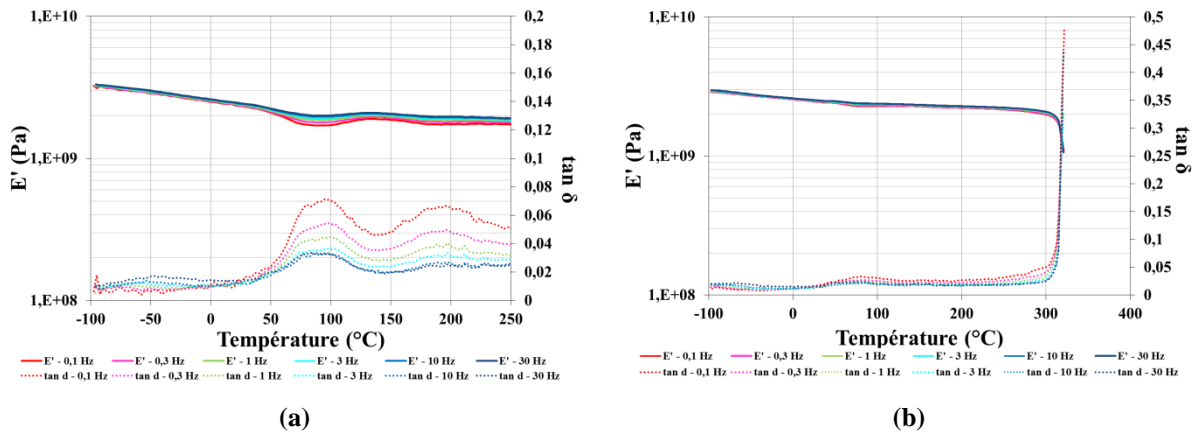 1,E+10
1,E+09
1,E+08
E' (Pa)
0,2
0,18
0,16
0,14
0,12
0,1
0,08
0,06
0,04
0,02
0
tan δ
-100 -50 0 50 100 150 200 250
Température (°C)
E' - 0,1 Hz E' - 0,3 Hz E' - 1 Hz E' - 3 Hz E' - 10 Hz E' - 30 Hz
tan d - 0,1 Hz tan d - 0,3 Hz tan d - 1 Hz tan d - 3 Hz tan d - 10 Hz tan d - 30 Hz
(a)
1,E+10
1,E+09
1,E+08
E' (Pa)
0,5
0,45
0,4
0,35
0,3
0,25
0,2
0,15
0,1
0,05
0
tan δ
-100 0 100 200 300 400
Température (°C)
E' - 0,1 Hz E' - 0,3 Hz E' - 1 Hz E' - 3 Hz E' - 10 Hz E' - 30 Hz
tan d - 0,1 Hz tan d - 0,3 Hz tan d - 1 Hz tan d - 3 Hz tan d - 10 Hz tan d - 30 Hz
(b)